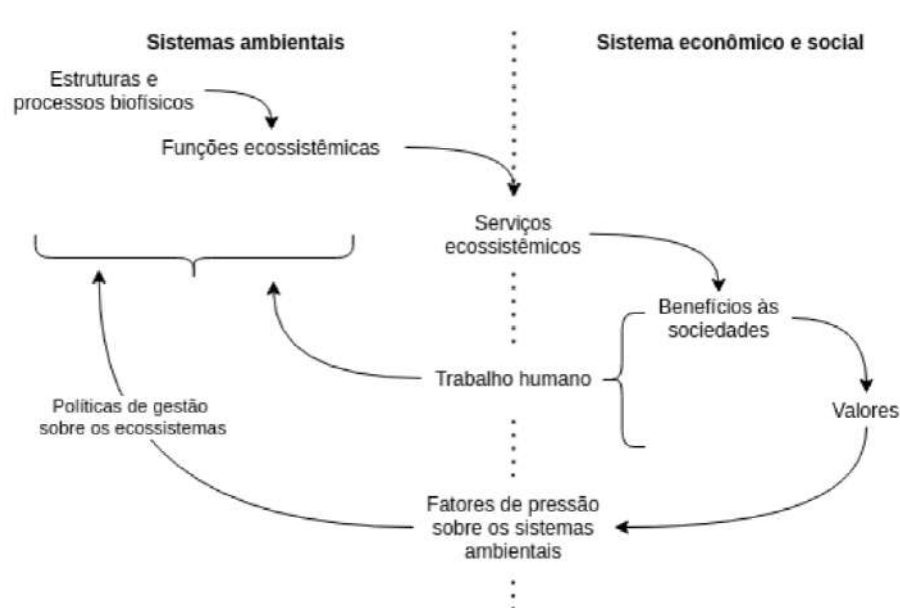 Sistemas ambientais
Sistema econômico e social
Estruturas e
processos biofísicos
Funções ecossistêmicas
Serviços
ecossistêmicos
Benefícios às
sociedades
Trabalho humano
Valores
Políticas de gestão
sobre os ecossistemas
Fatores de pressão
sobre os sistemas
ambientais